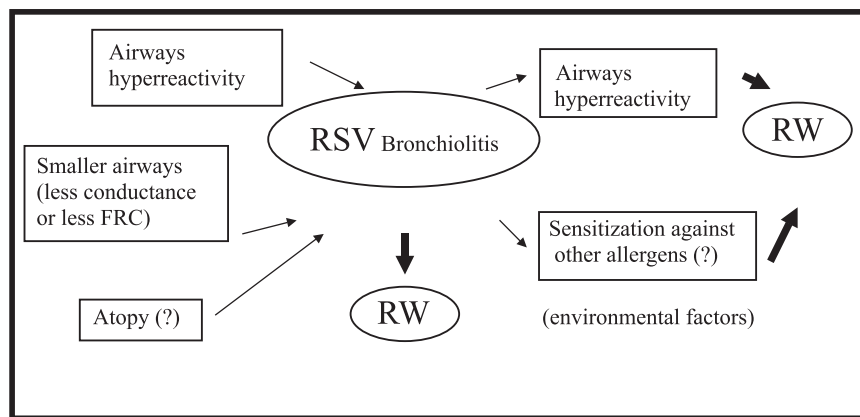 Airways
hyperreactivity
Smaller airways
(less conductance
or less FRC)
Atopy (?)
RSV Bronchiolitis
RW
Airways
hyperreactivity
RW
Sensitization against
other allergens (?)
(environmental factors)